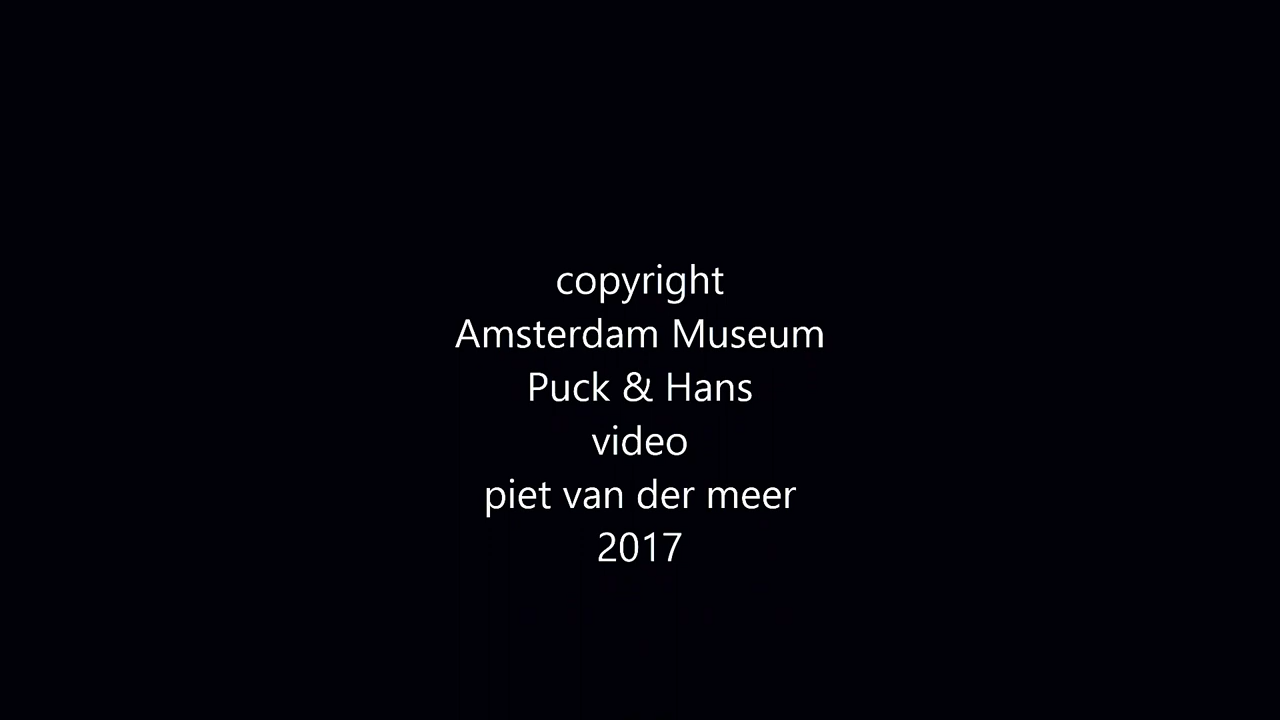 copyright
Amsterdam Museum
Puck & Hans
video
piet van der meer
2017